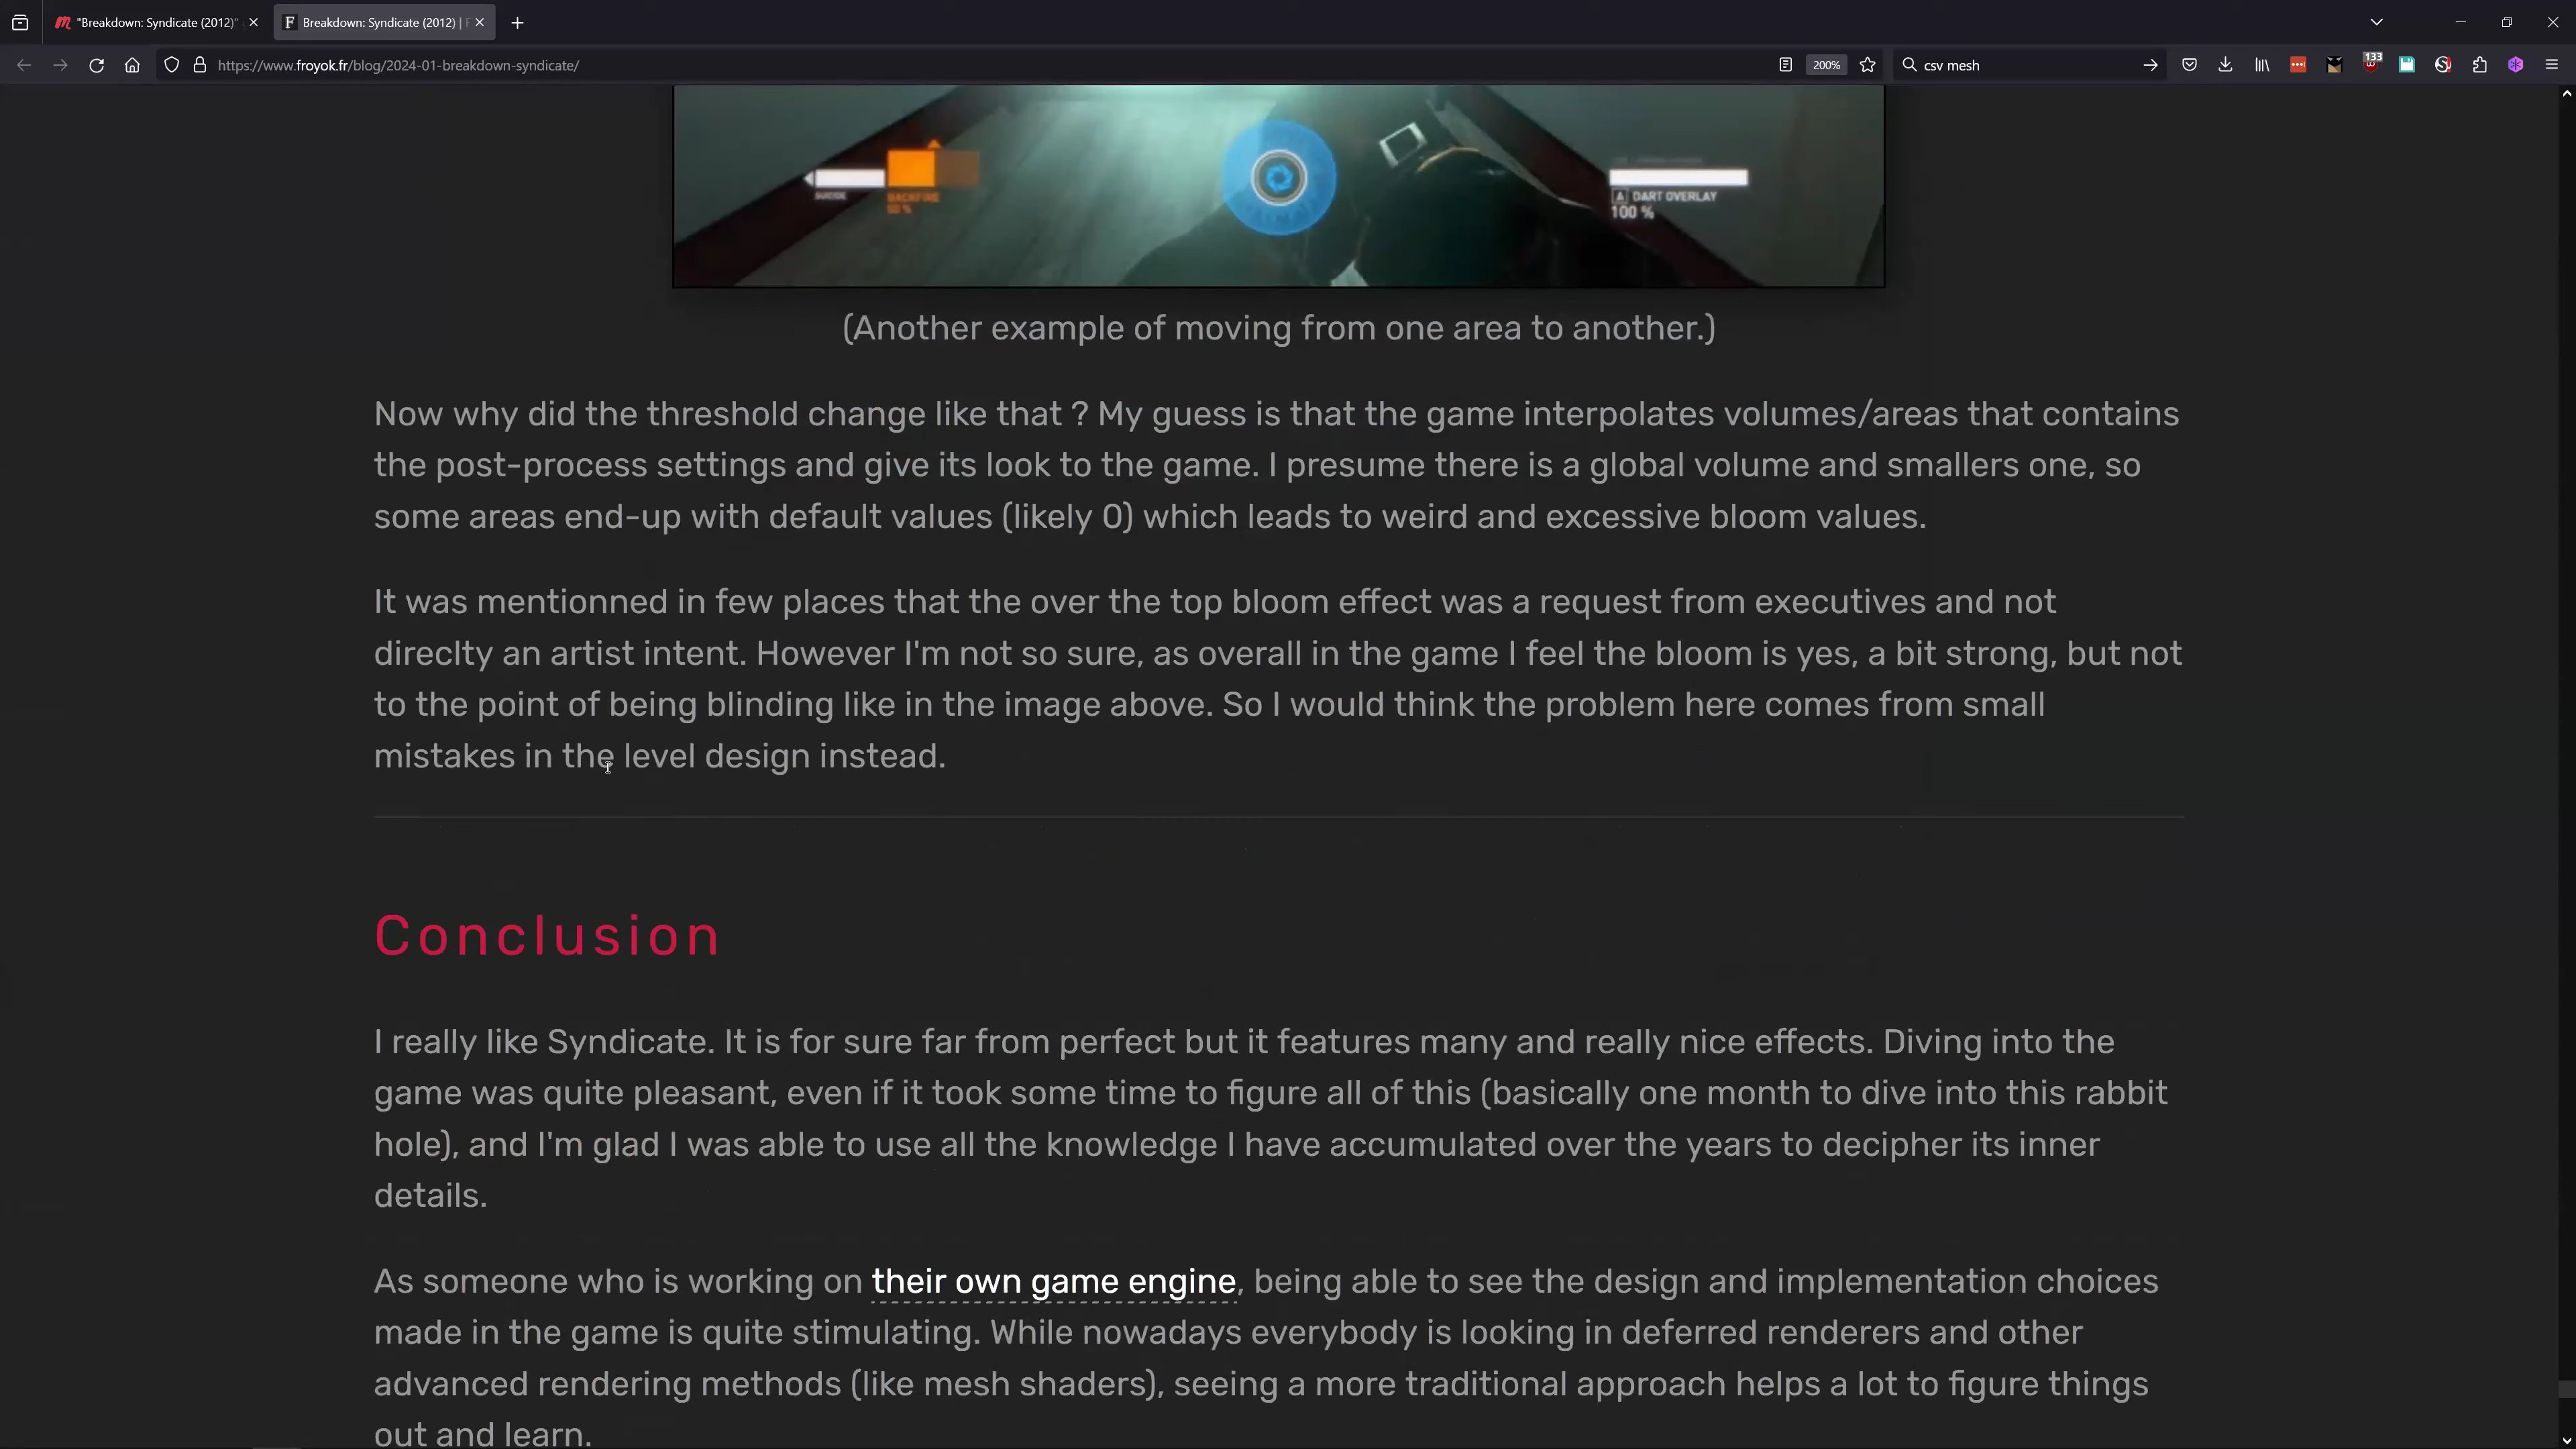 "Breakdown: Syndicate (2012)"
Breakdown: Syndicate (2012) | F
https://www.froyok.fr/blog/2024-01-breakdown-syndicate/
200%
csv mesh
133
SUICIDE
BACKFIRE
50 %
A DART OVERLAY
100 %
(Another example of moving from one area to another.)
Now why did the threshold change like that ? My guess is that the game interpolates volumes/areas that contains
the post-process settings and give its look to the game. I presume there is a global volume and smallers one, so
some areas end-up with default values (likely 0) which leads to weird and excessive bloom values.
It was mentionned in few places that the over the top bloom effect was a request from executives and not
direclty an artist intent. However I'm not so sure, as overall in the game I feel the bloom is yes, a bit strong, but not
to the point of being blinding like in the image above. So I would think the problem here comes from small
mistakes in the level design instead.
Conclusion
I really like Syndicate. It is for sure far from perfect but it features many and really nice effects. Diving into the
game was quite pleasant, even if it took some time to figure all of this (basically one month to dive into this rabbit
hole), and I'm glad I was able to use all the knowledge I have accumulated over the years to decipher its inner
details.
As someone who is working on their own game engine, being able to see the design and implementation choices
made in the game is quite stimulating. While nowadays everybody is looking in deferred renderers and other
advanced rendering methods (like mesh shaders), seeing a more traditional approach helps a lot to figure things
out and learn.